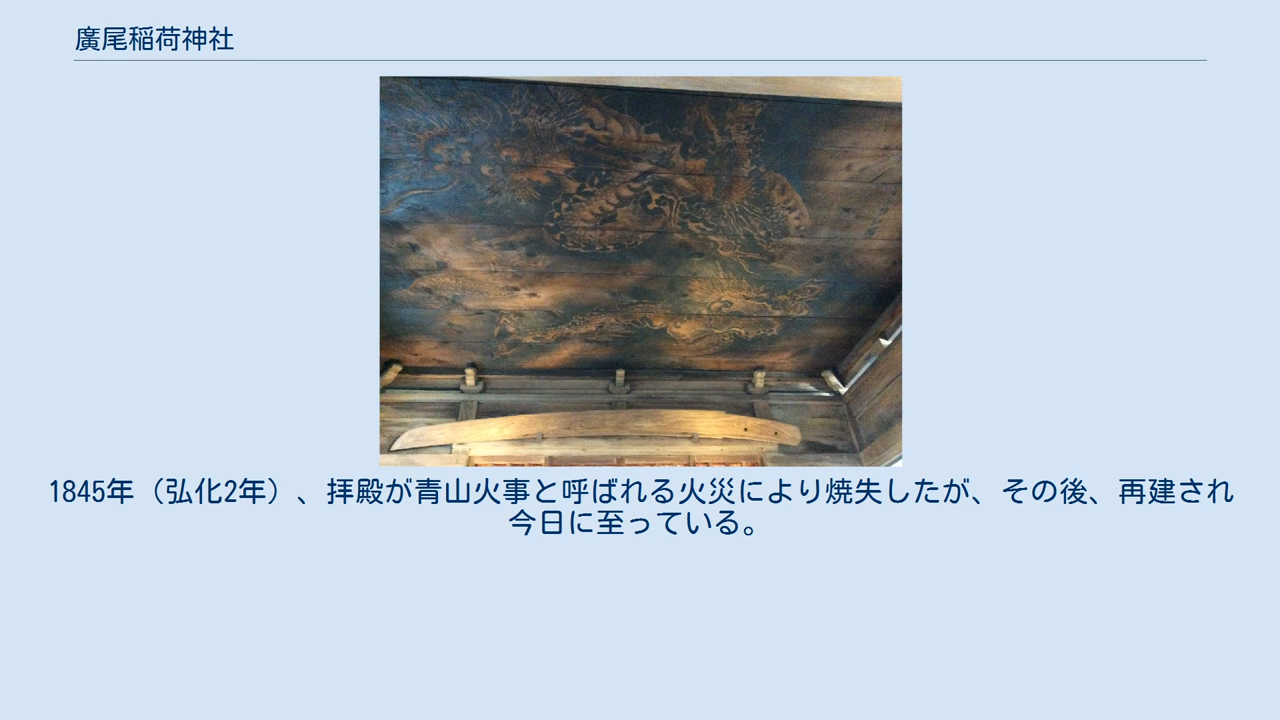 廣尾稲荷神社
1845年（弘化2年）、拝殿が青山火事と呼ばれる火災により焼失したが、その後、再建され
今日に至っている。